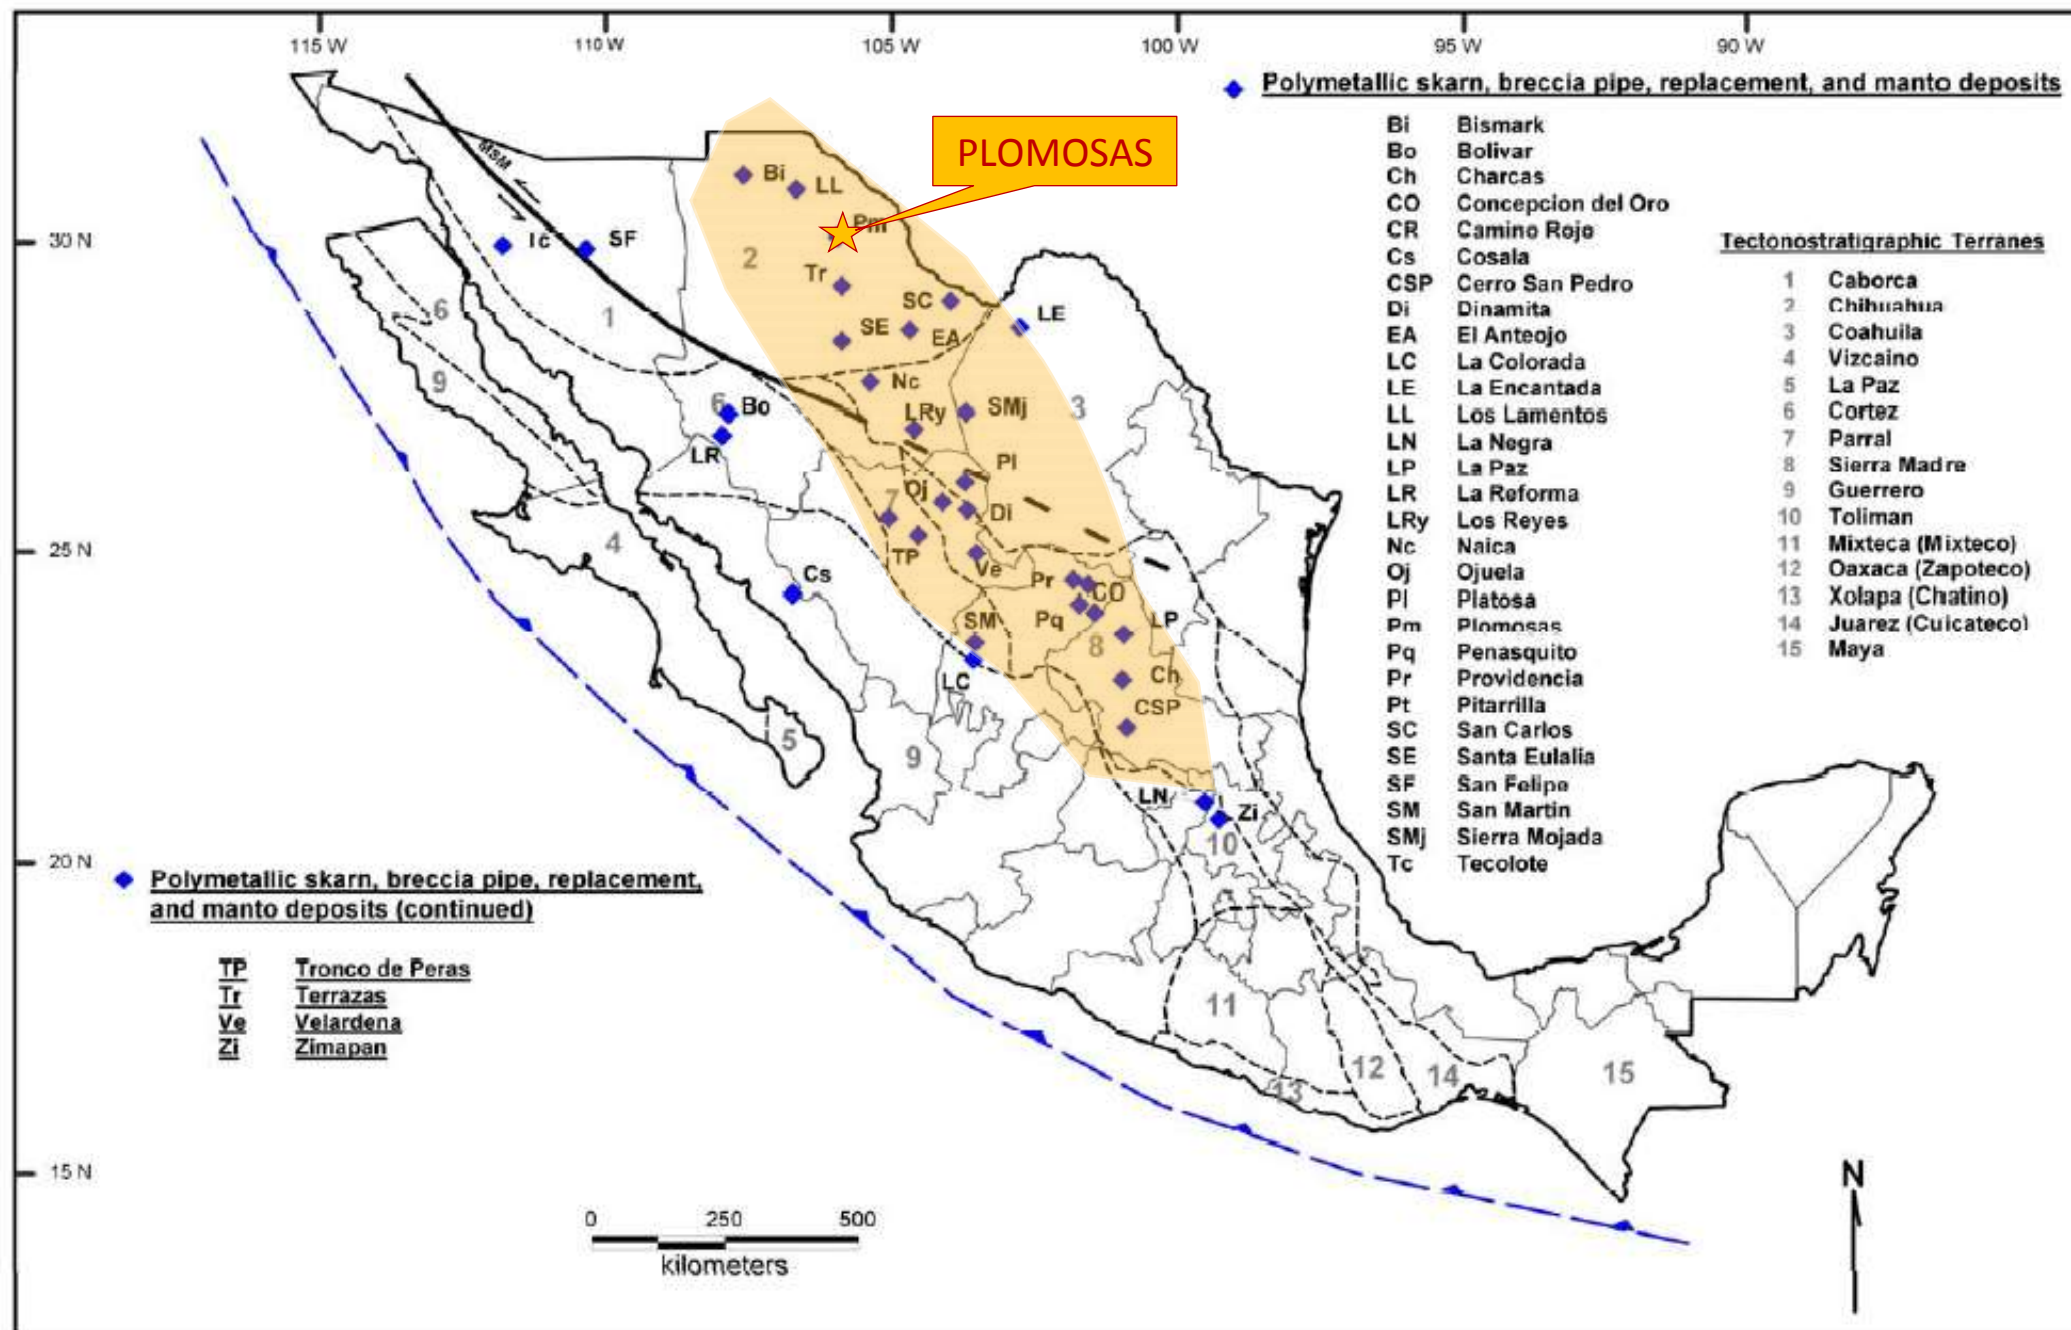 115 W
110 W
105 W
100 W
95 W
90 W
30 N
25 N
20 N
15 N
Polymetallic skarn, breccia pipe, replacement, and manto deposits
Bi Bismark
Bo Bolivar
Ch Charcas
CO Concepcion del Oro
CR Camino Rojo
Cs Cosala
CSP Cerro San Pedro
Di Dinamita
EA El Anteojo
LC La Colorada
LE La Encantada
LL Los Lamentos
LN La Negra
LP La Paz
LR La Reforma
LRy Los Reyes
Nc Naica
Oj Ojuela
Pl Platosa
Pm Plomosas
Pq Penasquito
Pr Providencia
Pt Pitarrilla
SC San Carlos
SE Santa Eulalia
SF San Felipe
SM San Martin
SMj Sierra Mojada
Tc Tecolote
Tectonostratigraphic Terranes
1 Caborca
2 Chihuahua
3 Coahuila
4 Vizcaino
5 La Paz
6 Cortez
7 Parral
8 Sierra Madre
9 Guerrero
10 Toliman
11 Mixteca (Mixteco)
12 Oaxaca (Zapoteco)
13 Xolapa (Chatino)
14 Juarez (Cuicateco)
15 Maya
PLOMOSAS
MSM
Bi
LL
Pm
SF
2
Tr
SC
LE
6
1
SE
EA
9
Nc
6
Bo
LRy
SMj
3
LR
Pl
7
Oj
Di
4
TP
Ve
Cs
Pr
CO
SM
Pq
8
LP
LC
Ch
CSP
5
9
LN
Zi
10
11
12
13
14
15
Polymetallic skarn, breccia pipe, replacement,
and manto deposits (continued)
TP Tronco de Peras
Tr Terrazas
Ve Velardena
Zi Zimapan
0 250 500
kilometers
N